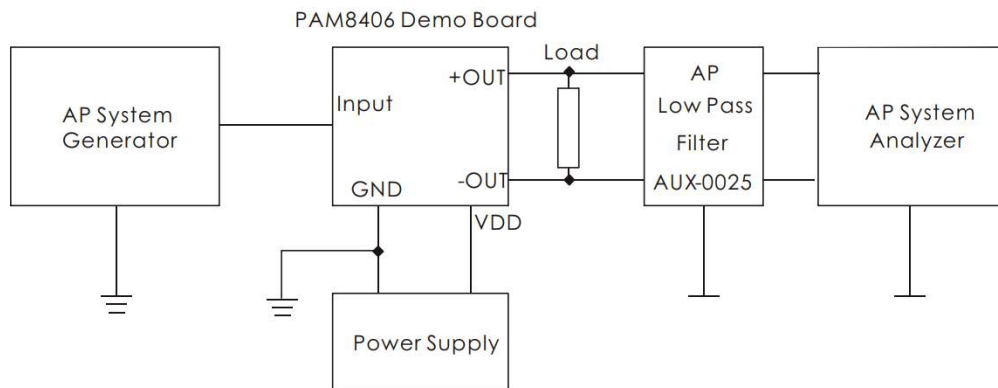 PAM8406 Demo Board
AP System
Generator
Input
+OUT
-OUT
GND
VDD
Load
AP
Low Pass
Filter
AUX-0025
AP System
Analyzer
Power Supply